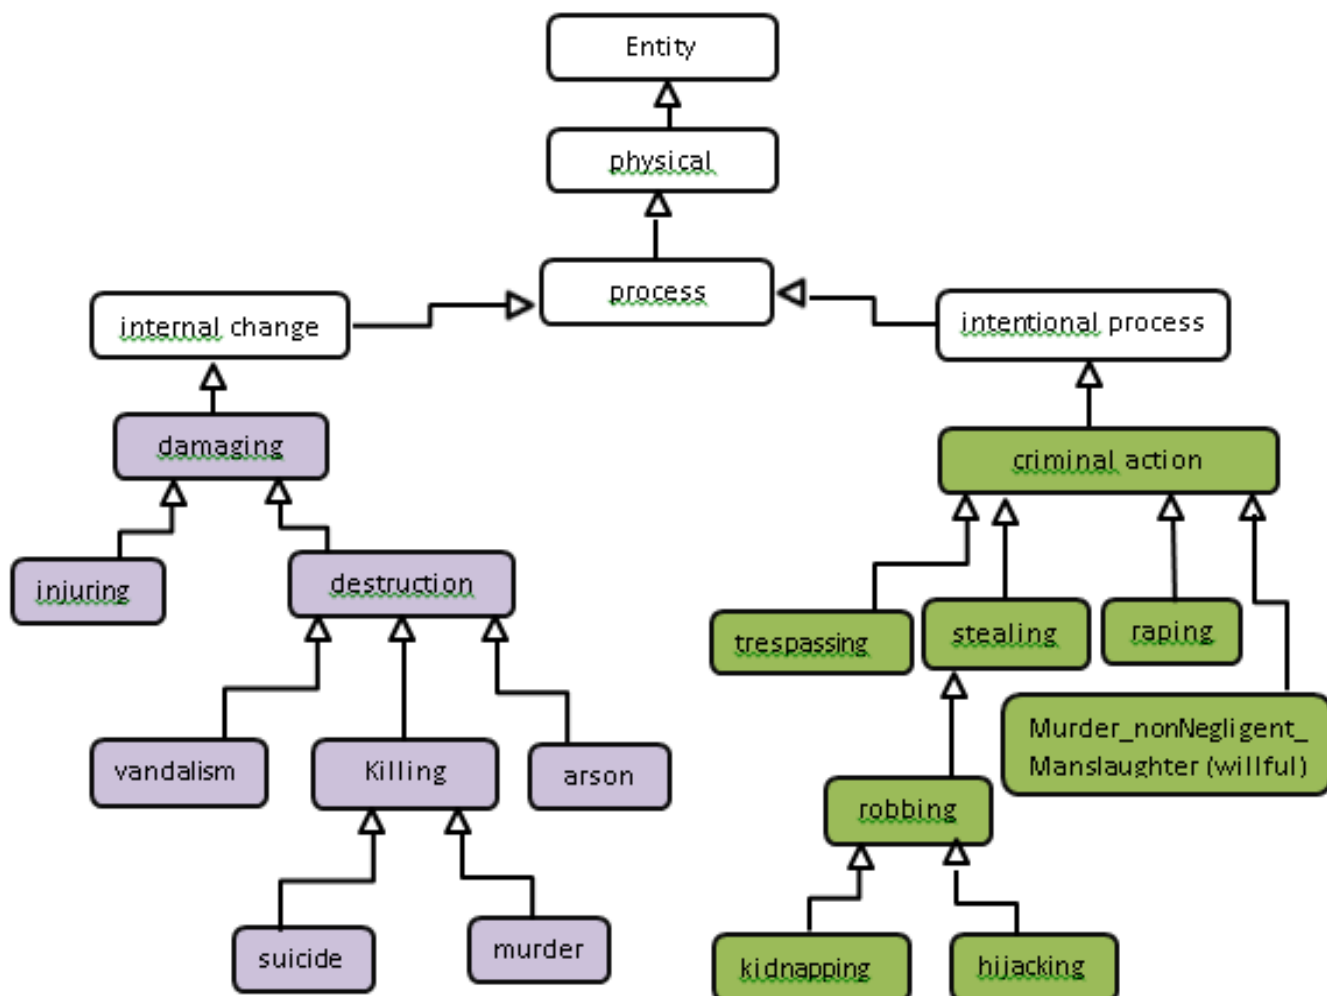 Entity
physical
process
internal change
intentional process
damaging
criminal action
injuring
destruction
trespassing
stealing
raping
vandalism
Killing
arson
Murder_nonNegligent_
Manslaughter (willful)
robbing
suicide
murder
kidnapping
hijacking